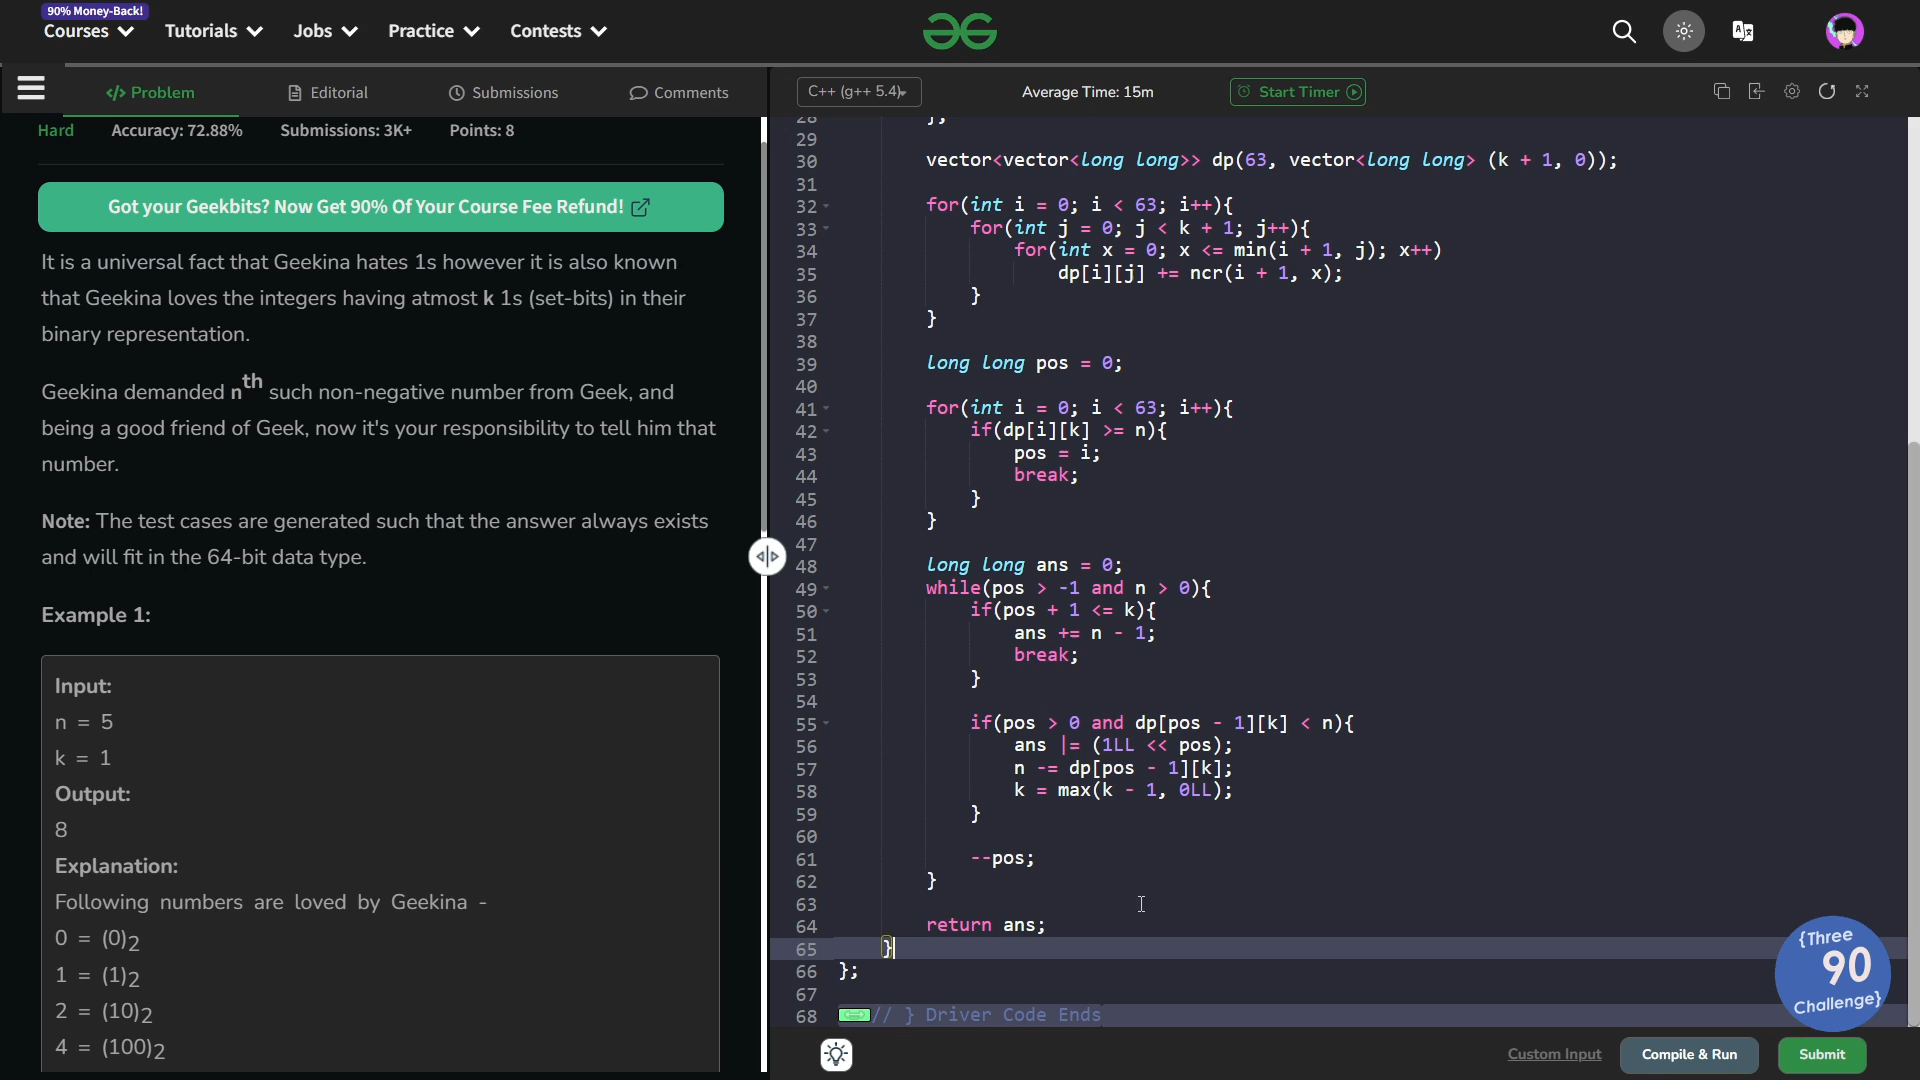 90% Money-Back!
Courses Tutorials Jobs Practice Contests
Problem Editorial Submissions Comments
Hard Accuracy: 72.88% Submissions: 3K+ Points: 8
Got your Geekbits? Now Get 90% Of Your Course Fee Refund!
It is a universal fact that Geekina hates 1s however it is also known
that Geekina loves the integers having atmost k 1s (set-bits) in their
binary representation.
Geekina demanded nth such non-negative number from Geek, and
being a good friend of Geek, now it's your responsibility to tell him that
number.
Note: The test cases are generated such that the answer always exists
and will fit in the 64-bit data type.
Example 1:
Input:
n = 5
k = 1
Output:
8
Explanation:
Following numbers are loved by Geekina -
0 = (0)2
1 = (1)2
2 = (10)2
4 = (100)2
C++ (g++ 5.4) Average Time: 15m Start Timer
28 };
29
30 vector<vector<long long>> dp(63, vector<long long> (k + 1, 0));
31
32 for(int i = 0; i < 63; i++){
33 for(int j = 0; j < k + 1; j++){
34 for(int x = 0; x <= min(i + 1, j); x++)
35 dp[i][j] += ncr(i + 1, x);
36 }
37 }
38
39 long long pos = 0;
40
41 for(int i = 0; i < 63; i++){
42 if(dp[i][k] >= n){
43 pos = i;
44 break;
45 }
46 }
47
48 long long ans = 0;
49 while(pos > -1 and n > 0){
50 if(pos + 1 <= k){
51 ans += n - 1;
52 break;
53 }
54
55 if(pos > 0 and dp[pos - 1][k] < n){
56 ans |= (1LL << pos);
57 n -= dp[pos - 1][k];
58 k = max(k - 1, 0LL);
59 }
60
61 --pos;
62 }
63
64 return ans;
65 }
66 };
67
68 // } Driver Code Ends
{Three
90
Challenge}
Custom Input Compile & Run Submit